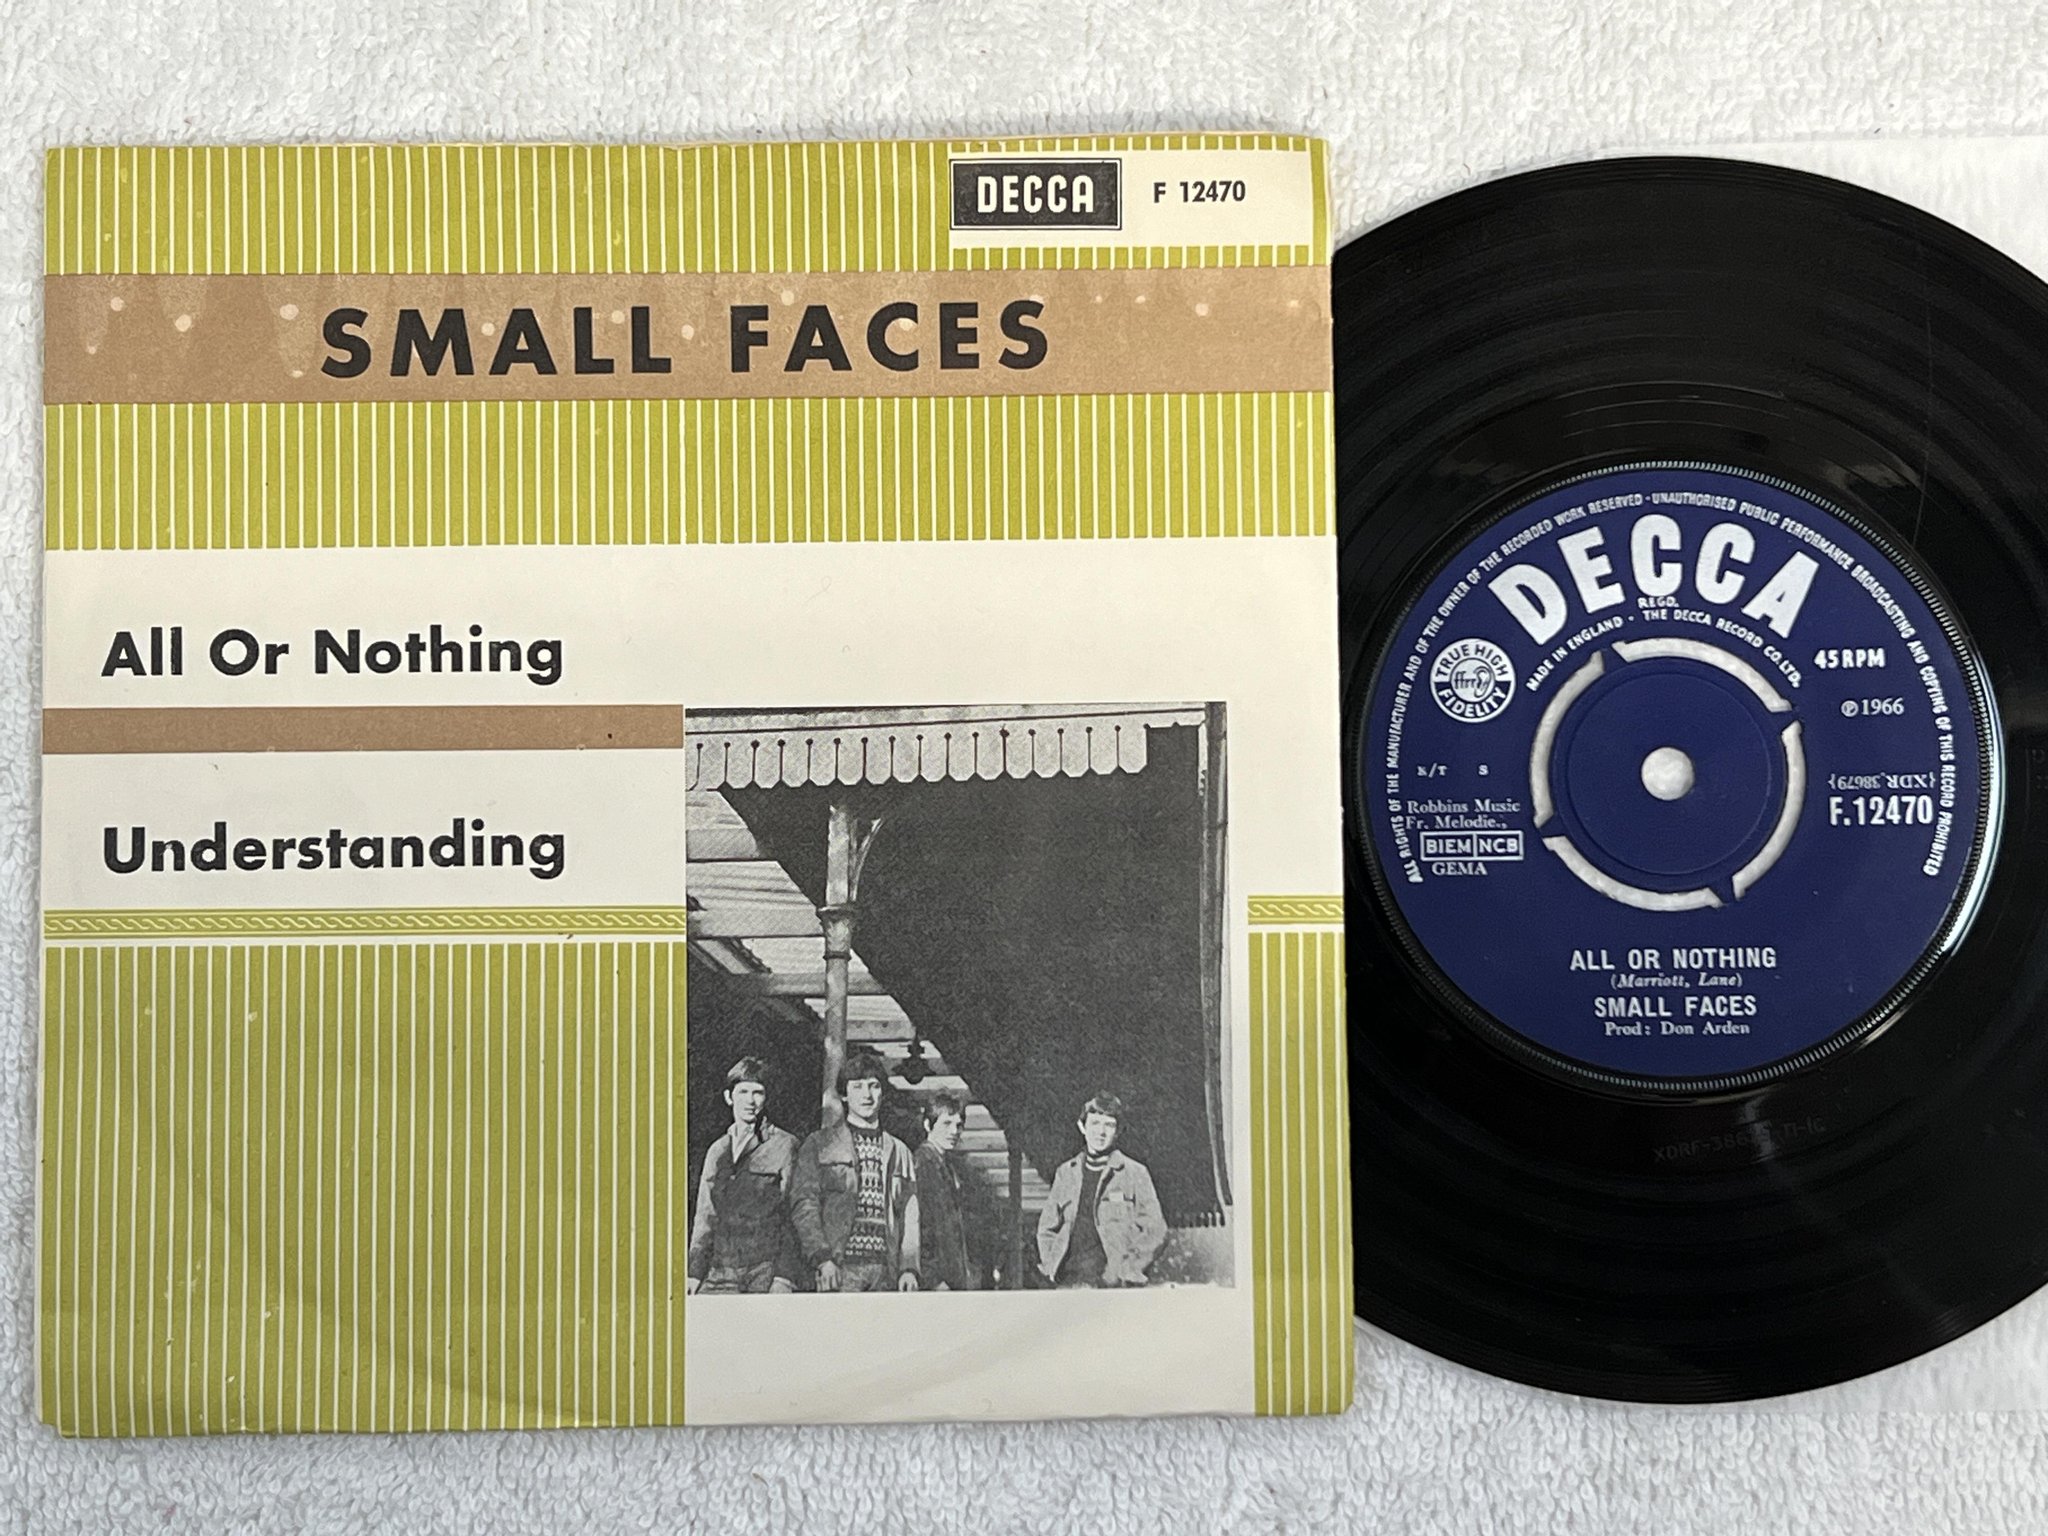 DECCA F 12470
SMALL FACES
All Or Nothing
Understanding
ALL RIGHTS OF THE MANUFACTURER AND OF THE OWNER OF THE RECORDED WORK RESERVED · UNAUTHORISED PUBLIC PERFORMANCE BROADCASTING AND COPYING OF THIS RECORD PROHIBITED
DECCA
REGD.
MADE IN ENGLAND · THE DECCA RECORD CO. LTD.
TRUE HIGH
ffrr
FIDELITY
45 RPM
℗ 1966
K/T S
{XDR.38679}
F.12470
Robbins Music
Fr. Melodie.,
BIEM NCB
GEMA
ALL OR NOTHING
(Marriott, Lane)
SMALL FACES
Prod: Don Arden